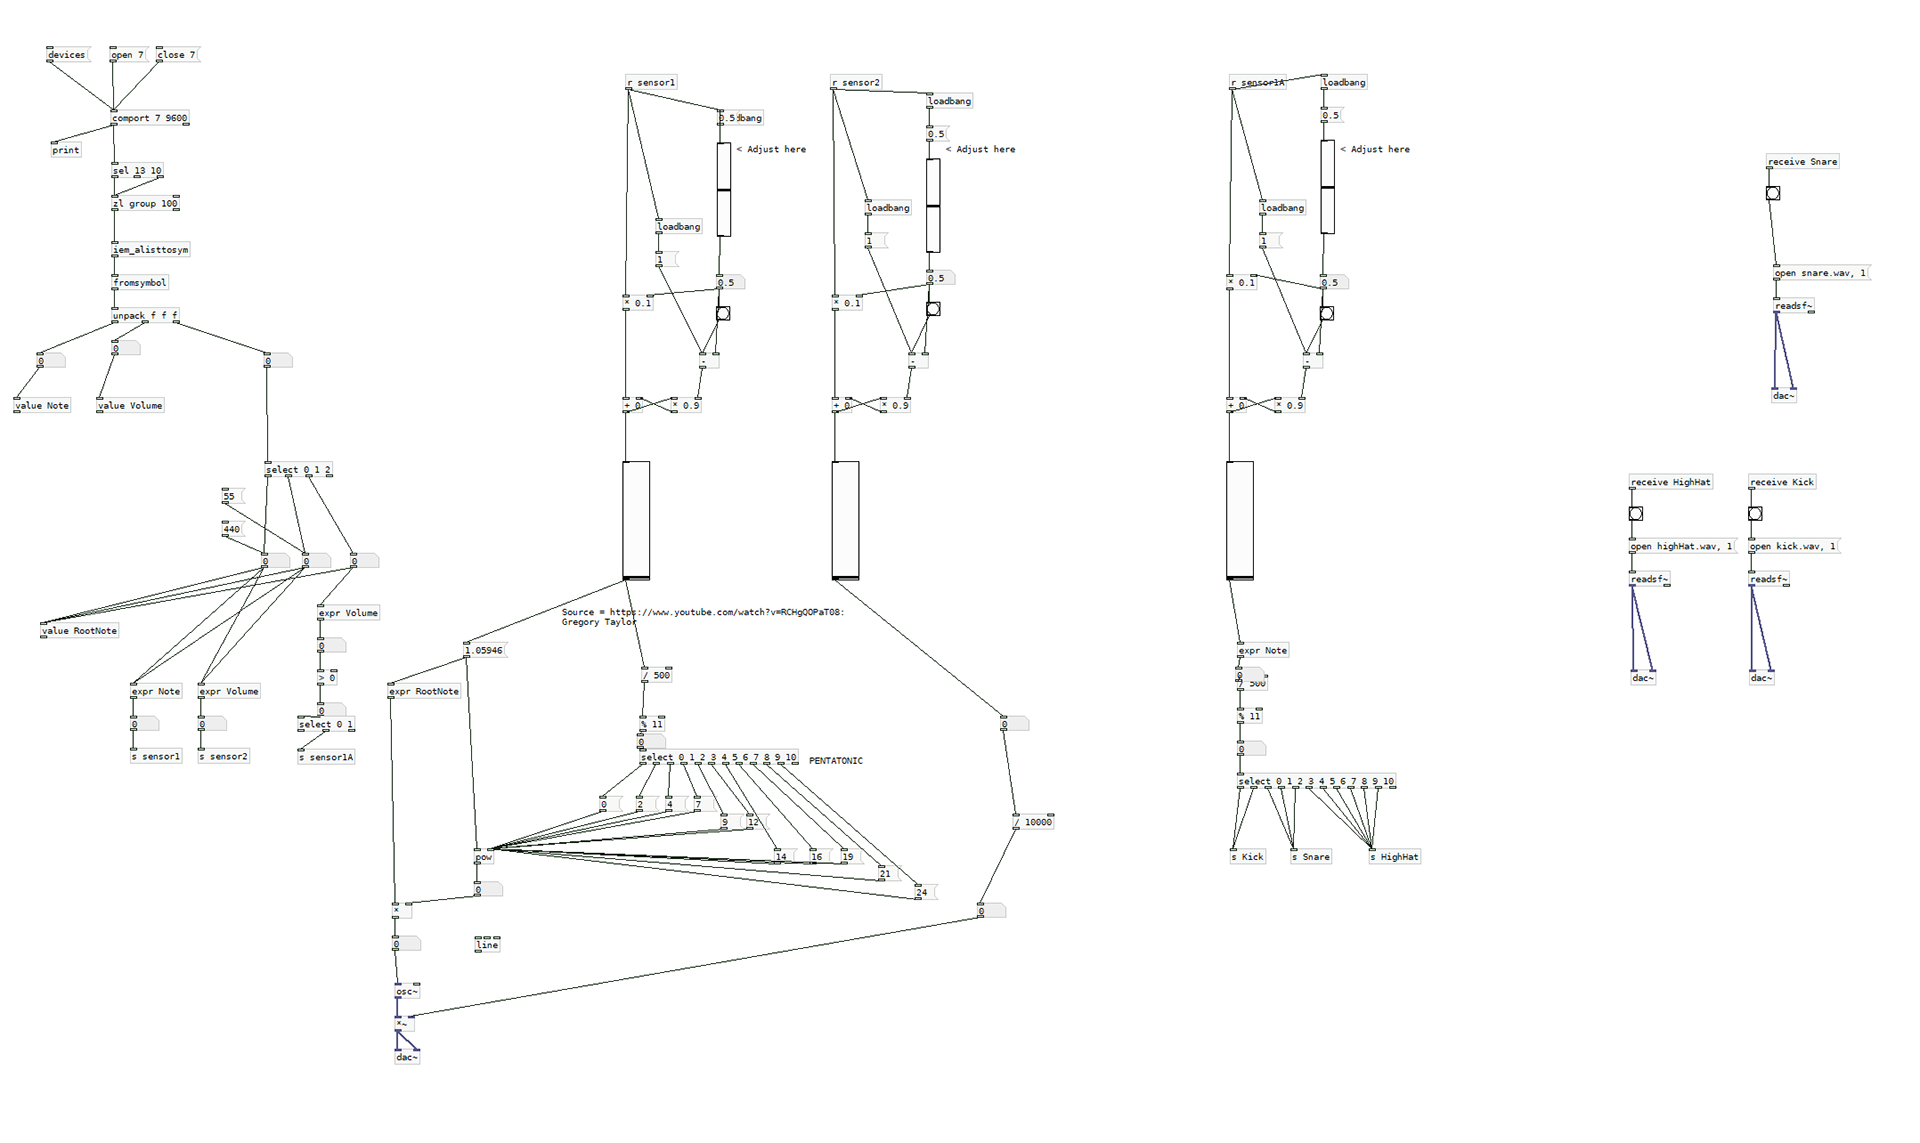 devices
open 7
close 7
comport 7 9600
print
sel 13 10
zl group 100
iem_alisttosym
fromsymbol
unpack f f f
0
0
0
value Note
value Volume
select 0 1 2
55
440
0
0
0
value RootNote
expr Volume
0
> 0
0
select 0 1
s sensor1A
expr Note
0
s sensor1
expr Volume
0
s sensor2
r sensor1
0.5
< Adjust here
loadbang
1
0.5
* 0.1
-
+ 0
* 0.9
r sensor2
loadbang
0.5
< Adjust here
loadbang
1
0.5
* 0.1
-
+ 0
* 0.9
Source = https://www.youtube.com/watch?v=RCHgQOPaT08:
Gregory Taylor
1.05946
expr RootNote
/ 500
% 11
0
select 0 1 2 3 4 5 6 7 8 9 10
PENTATONIC
0
2
4
7
9
12
14
16
19
21
24
pow
0
*
0
line
osc~
*~
dac~
0
/ 10000
0
r sensor1A
loadbang
0.5
< Adjust here
loadbang
1
* 0.1
0.5
-
+ 0
* 0.9
expr Note
0
/ 500
% 11
0
select 0 1 2 3 4 5 6 7 8 9 10
s Kick
s Snare
s HighHat
receive Snare
open snare.wav, 1
readsf~
dac~
receive HighHat
open highHat.wav, 1
readsf~
dac~
receive Kick
open kick.wav, 1
readsf~
dac~